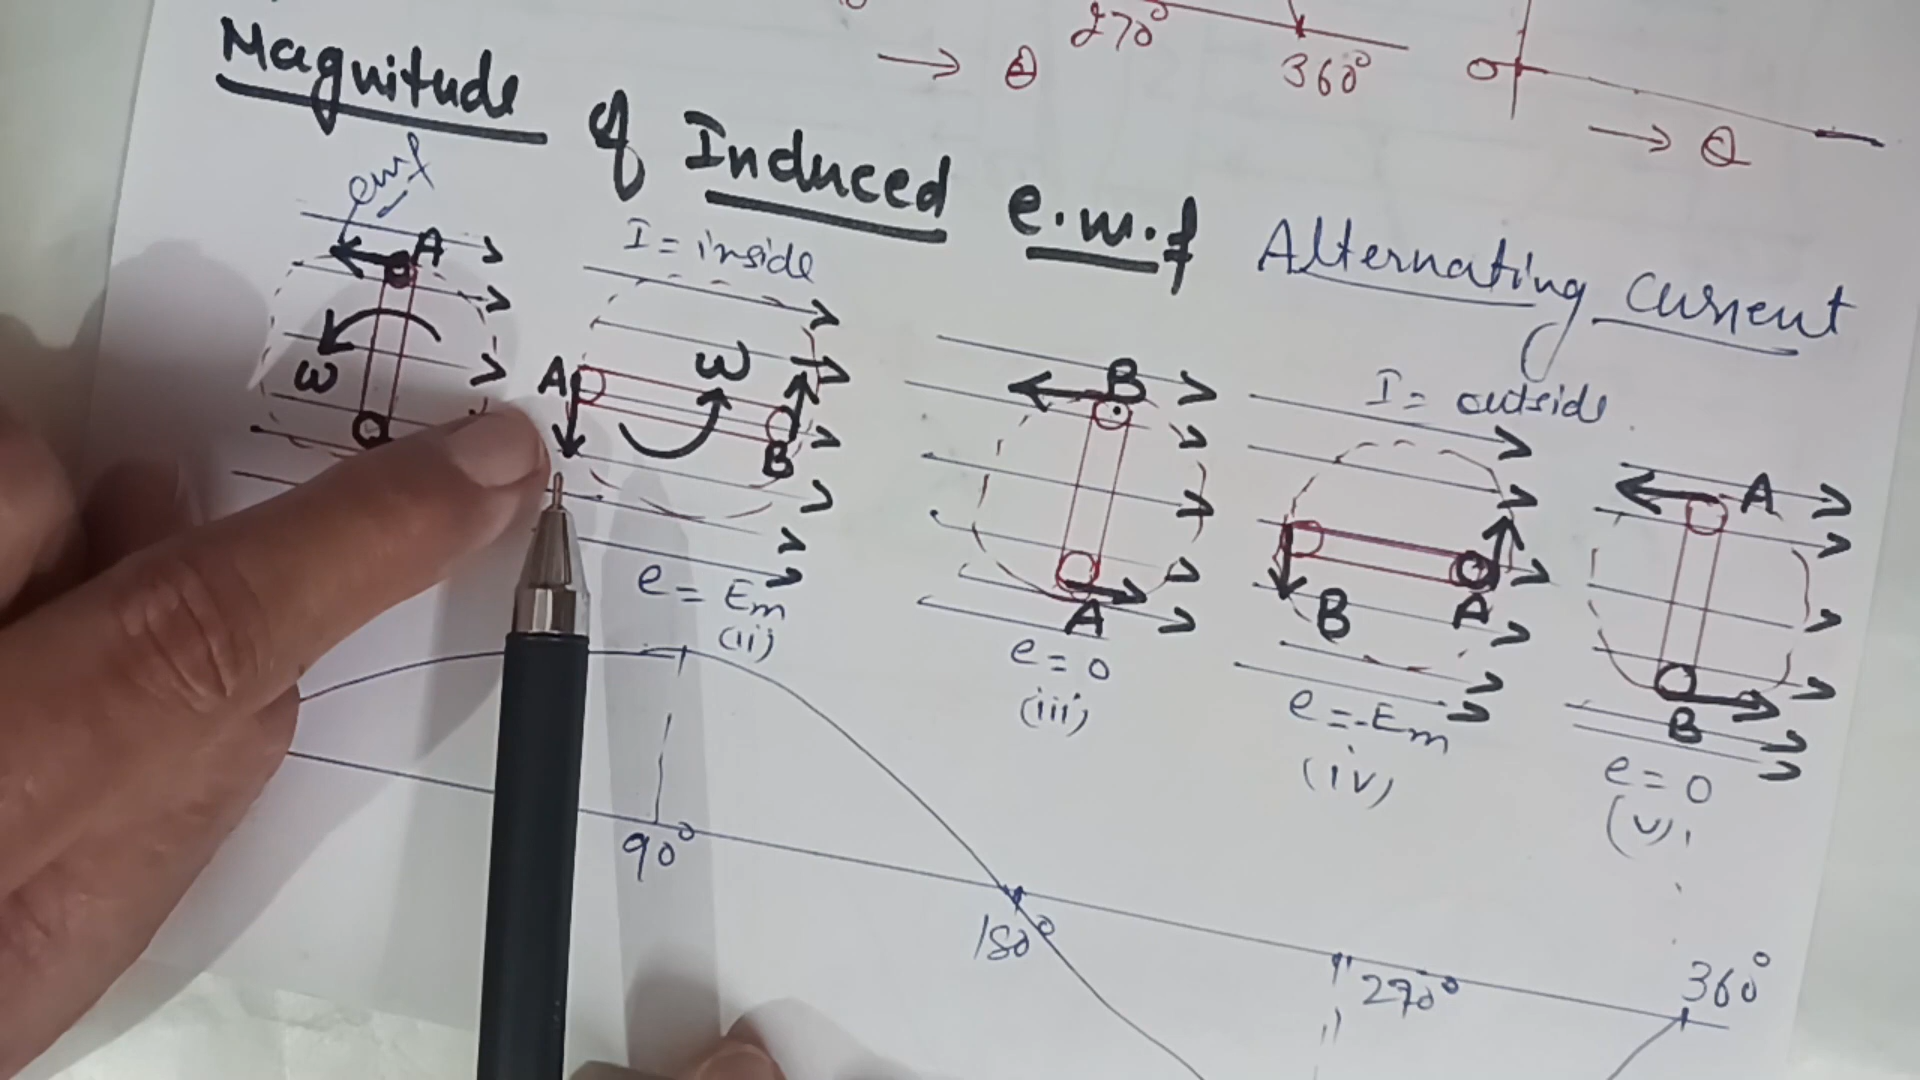 270° 360°
→ θ
0
→ θ
Magnitude of Induced e.m.f
Alternating Current
emf
A
ω
I = inside
A ω B
e = Em
(ii)
B
A
e = 0
(iii)
I = outside
B A
e = -Em
(iv)
A
B
e = 0
(v)
90°
180°
270°
360°